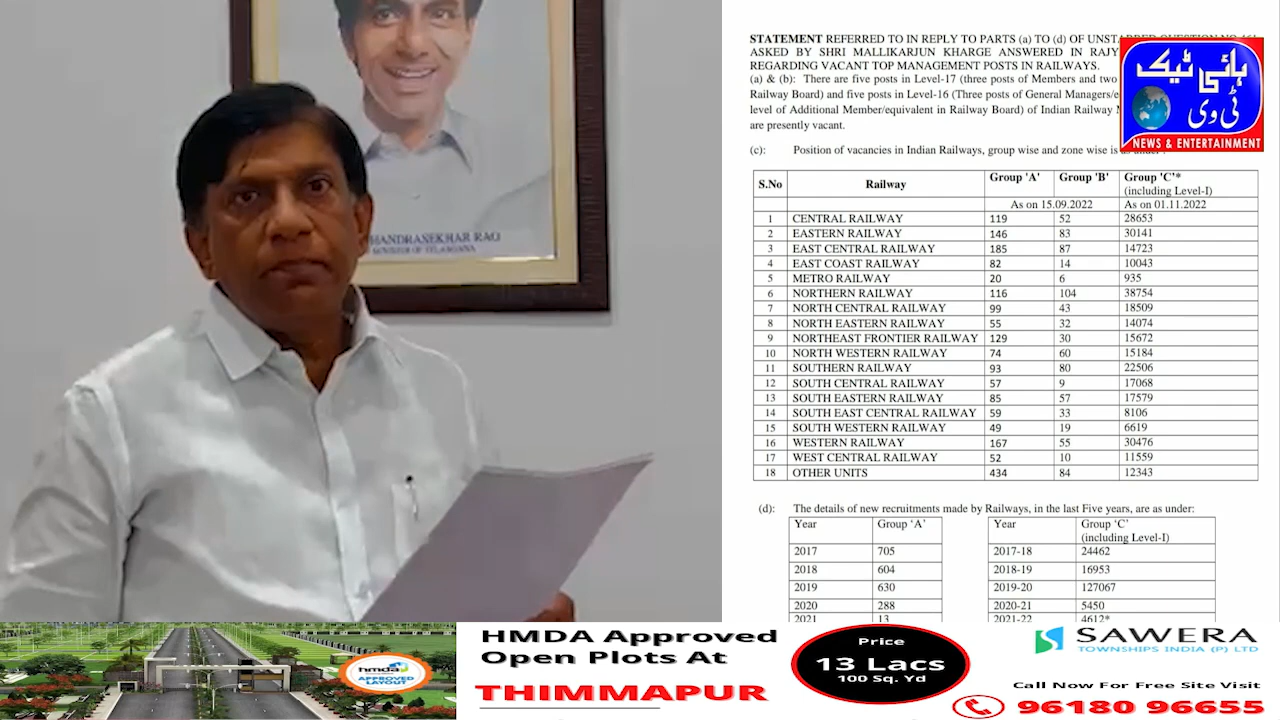 HANDRASEKHAR RAO
STATEMENT REFERRED TO IN REPLY TO PARTS (a) TO (d) OF
ASKED BY SHRI MALLIKARJUN KHARGE ANSWERED IN
REGARDING VACANT TOP MANAGEMENT POSTS IN RAILWAYS.
(a) & (b): There are five posts in Level-17 (three posts of Members and two
Railway Board) and five posts in Level-16 (Three posts of General
level of Additional Member/equivalent in Railway Board) of Indian Railway
are presently vacant.
ہائی ٹیک
ٹی وی
NEWS & ENTERTAINMENT
(c): Position of vacancies in Indian Railways, group wise and zone wise is
S.No Railway Group 'A' Group 'B' Group 'C'*
(including Level-I)
As on 15.09.2022 As on 01.11.2022
1 CENTRAL RAILWAY 119 52 28653
2 EASTERN RAILWAY 146 83 30141
3 EAST CENTRAL RAILWAY 185 87 14723
4 EAST COAST RAILWAY 82 14 10043
5 METRO RAILWAY 20 6 935
6 NORTHERN RAILWAY 116 104 38754
7 NORTH CENTRAL RAILWAY 99 43 18509
8 NORTH EASTERN RAILWAY 55 32 14074
9 NORTHEAST FRONTIER RAILWAY 129 30 15672
10 NORTH WESTERN RAILWAY 74 60 15184
11 SOUTHERN RAILWAY 93 80 22506
12 SOUTH CENTRAL RAILWAY 57 9 17068
13 SOUTH EASTERN RAILWAY 85 57 17579
14 SOUTH EAST CENTRAL RAILWAY 59 33 8106
15 SOUTH WESTERN RAILWAY 49 19 6619
16 WESTERN RAILWAY 167 55 30476
17 WEST CENTRAL RAILWAY 52 10 11559
18 OTHER UNITS 434 84 12343
(d): The details of new recruitments made by Railways, in the last Five years, are as under:
Year Group 'A' Year Group 'C'
(including Level-I)
2017 705 2017-18 24462
2018 604 2018-19 16953
2019 630 2019-20 127067
2020 288 2020-21 5450
2021 13 2021-22 4612*
hmda
APPROVED
LAYOUT
HMDA Approved
Open Plots At
THIMMAPUR
Price
13 Lacs
100 Sq. Yd
SAWERA
TOWNSHIPS INDIA (P) LTD
Call Now For Free Site Visit
96180 96655